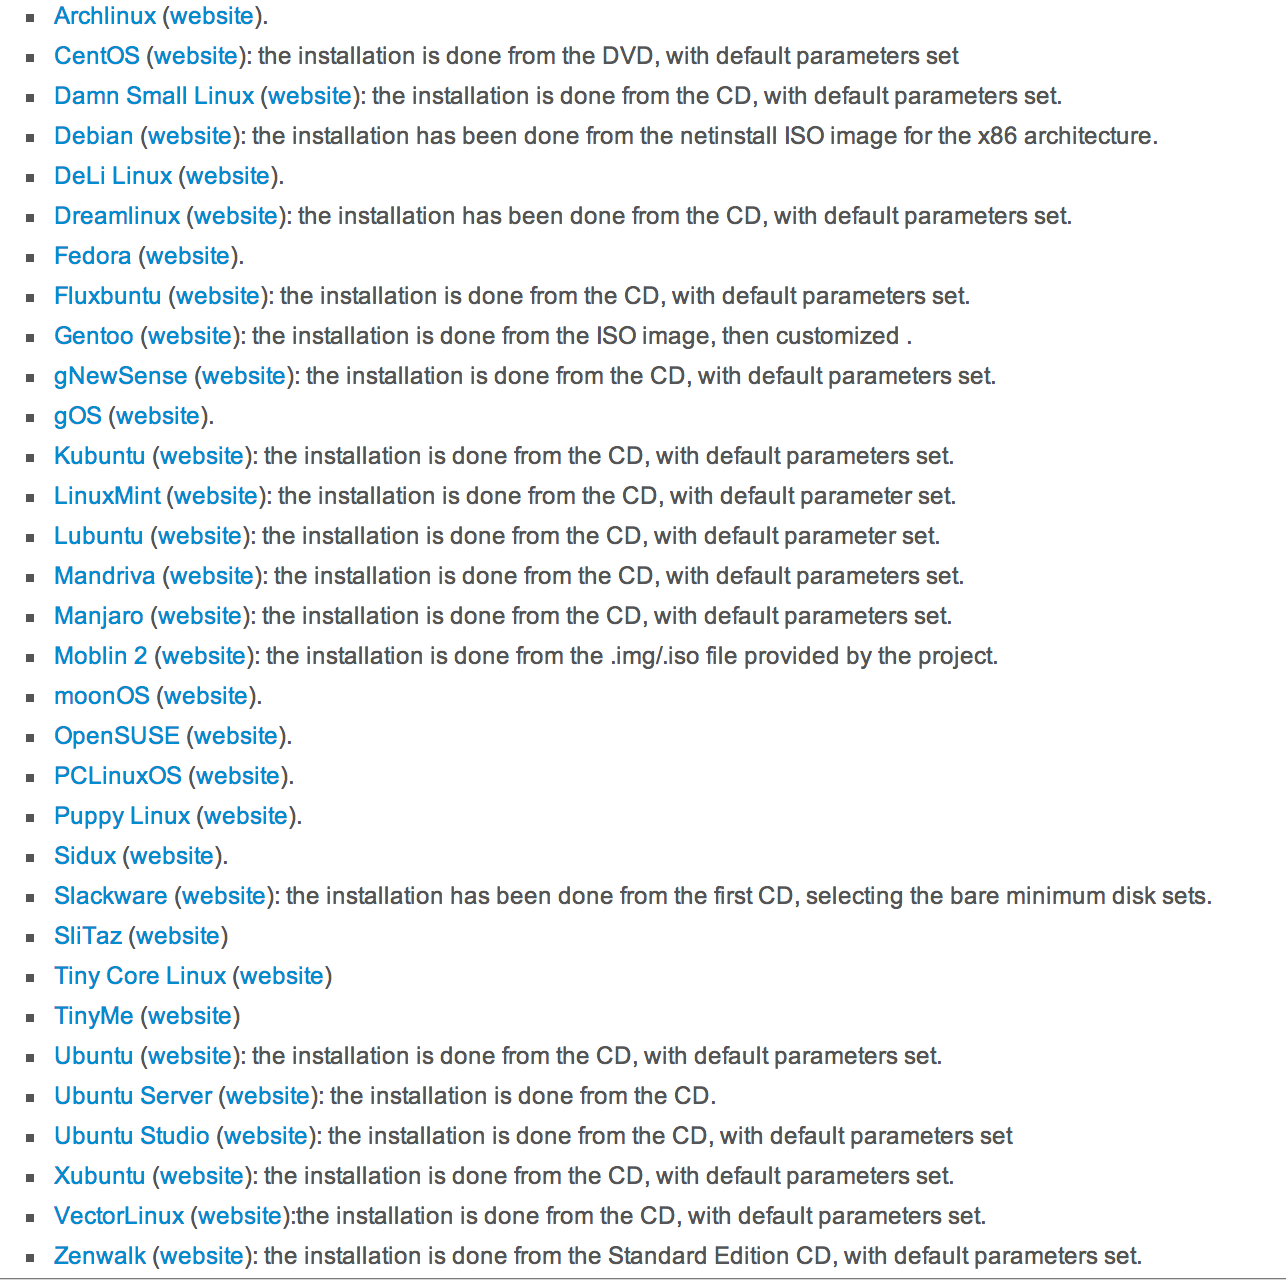 Archlinux (website).
CentOS (website): the installation is done from the DVD, with default parameters set
Damn Small Linux (website): the installation is done from the CD, with default parameters set.
Debian (website): the installation has been done from the netinstall ISO image for the x86 architecture.
DeLi Linux (website).
Dreamlinux (website): the installation has been done from the CD, with default parameters set.
Fedora (website).
Fluxbuntu (website): the installation is done from the CD, with default parameters set.
Gentoo (website): the installation is done from the ISO image, then customized .
gNewSense (website): the installation is done from the CD, with default parameters set.
gOS (website).
Kubuntu (website): the installation is done from the CD, with default parameters set.
LinuxMint (website): the installation is done from the CD, with default parameter set.
Lubuntu (website): the installation is done from the CD, with default parameter set.
Mandriva (website): the installation is done from the CD, with default parameters set.
Manjaro (website): the installation is done from the CD, with default parameters set.
Moblin 2 (website): the installation is done from the .img/.iso file provided by the project.
moonOS (website).
OpenSUSE (website).
PCLinuxOS (website).
Puppy Linux (website).
Sidux (website).
Slackware (website): the installation has been done from the first CD, selecting the bare minimum disk sets.
SliTaz (website)
Tiny Core Linux (website)
TinyMe (website)
Ubuntu (website): the installation is done from the CD, with default parameters set.
Ubuntu Server (website): the installation is done from the CD.
Ubuntu Studio (website): the installation is done from the CD, with default parameters set
Xubuntu (website): the installation is done from the CD, with default parameters set.
VectorLinux (website):the installation is done from the CD, with default parameters set.
Zenwalk (website): the installation is done from the Standard Edition CD, with default parameters set.